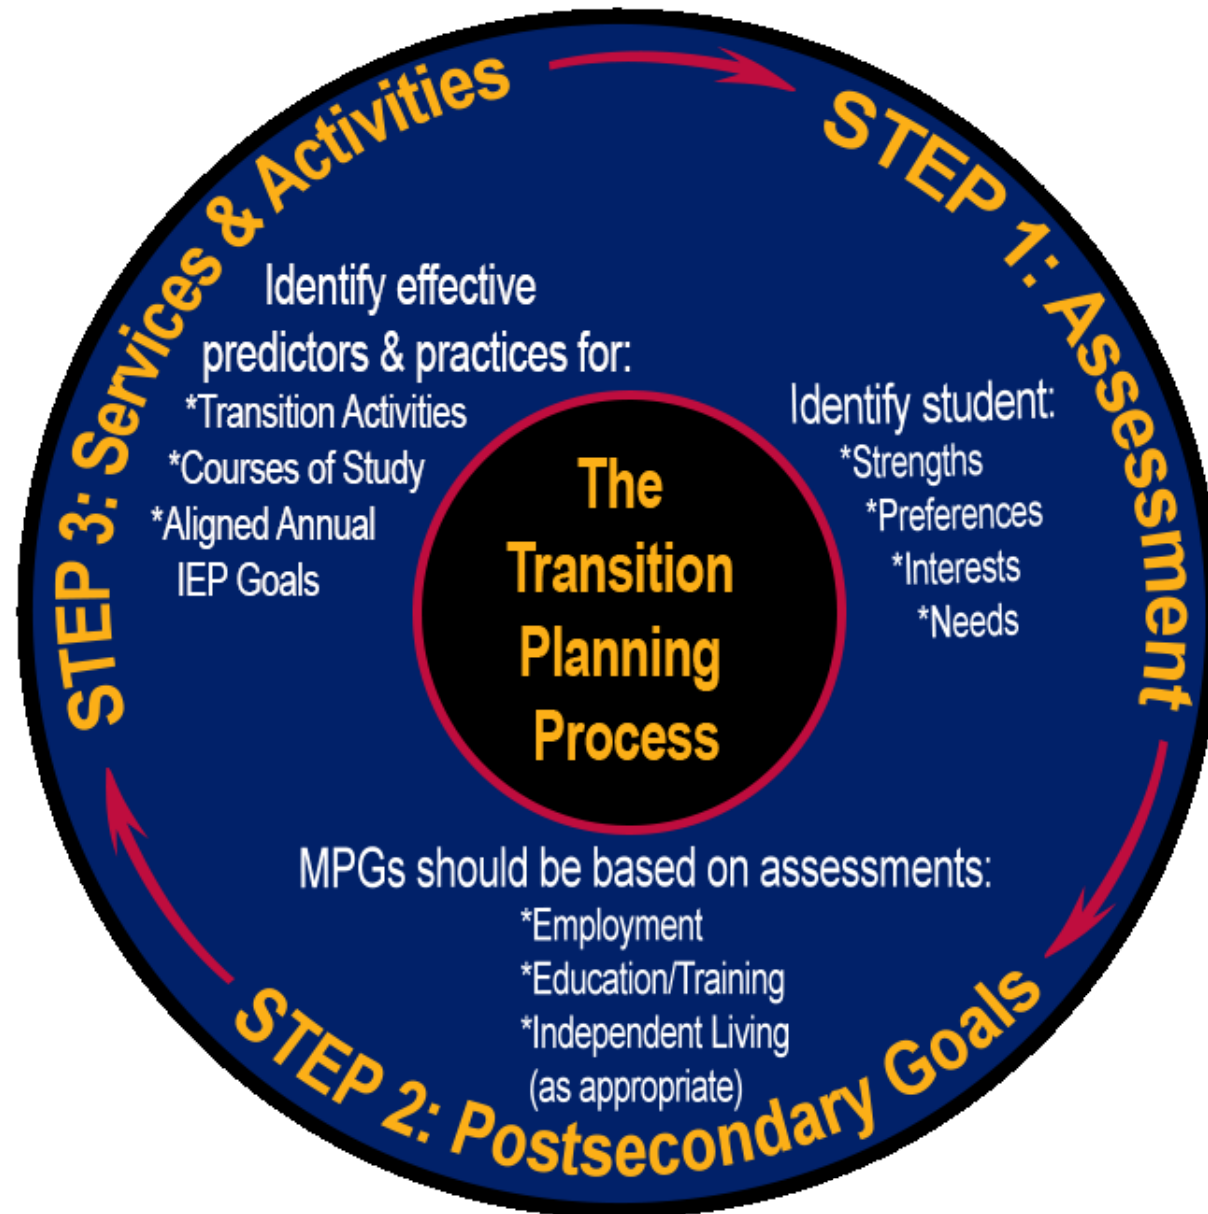 The
Transition
Planning
Process
STEP 1: Assessment
Identify student:
*Strengths
*Preferences
*Interests
*Needs
STEP 2: Postsecondary Goals
MPGs should be based on assessments:
*Employment
*Education/Training
*Independent Living
(as appropriate)
STEP 3: Services & Activities
Identify effective
predictors & practices for:
*Transition Activities
*Courses of Study
*Aligned Annual
IEP Goals